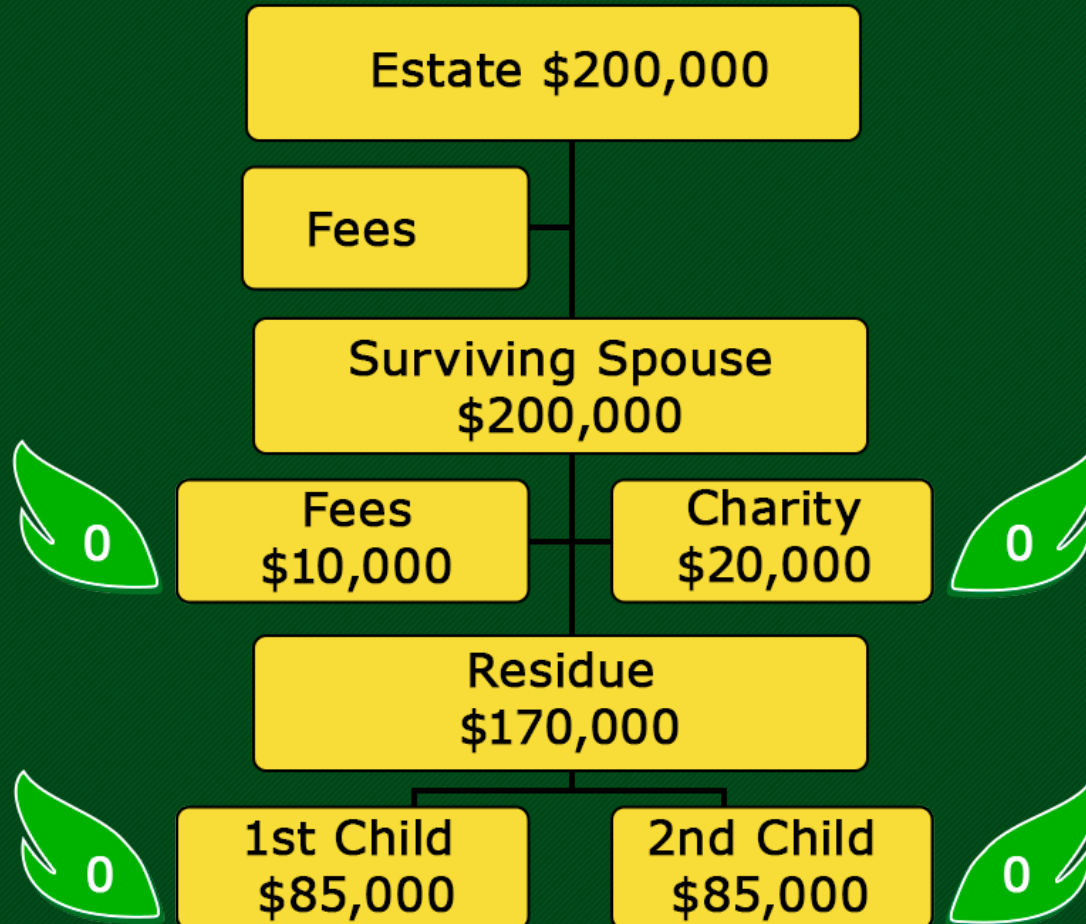 Estate $200,000
Fees
Surviving Spouse
$200,000
Fees
$10,000
Charity
$20,000
0
0
Residue
$170,000
1st Child
$85,000
2nd Child
$85,000
0
0